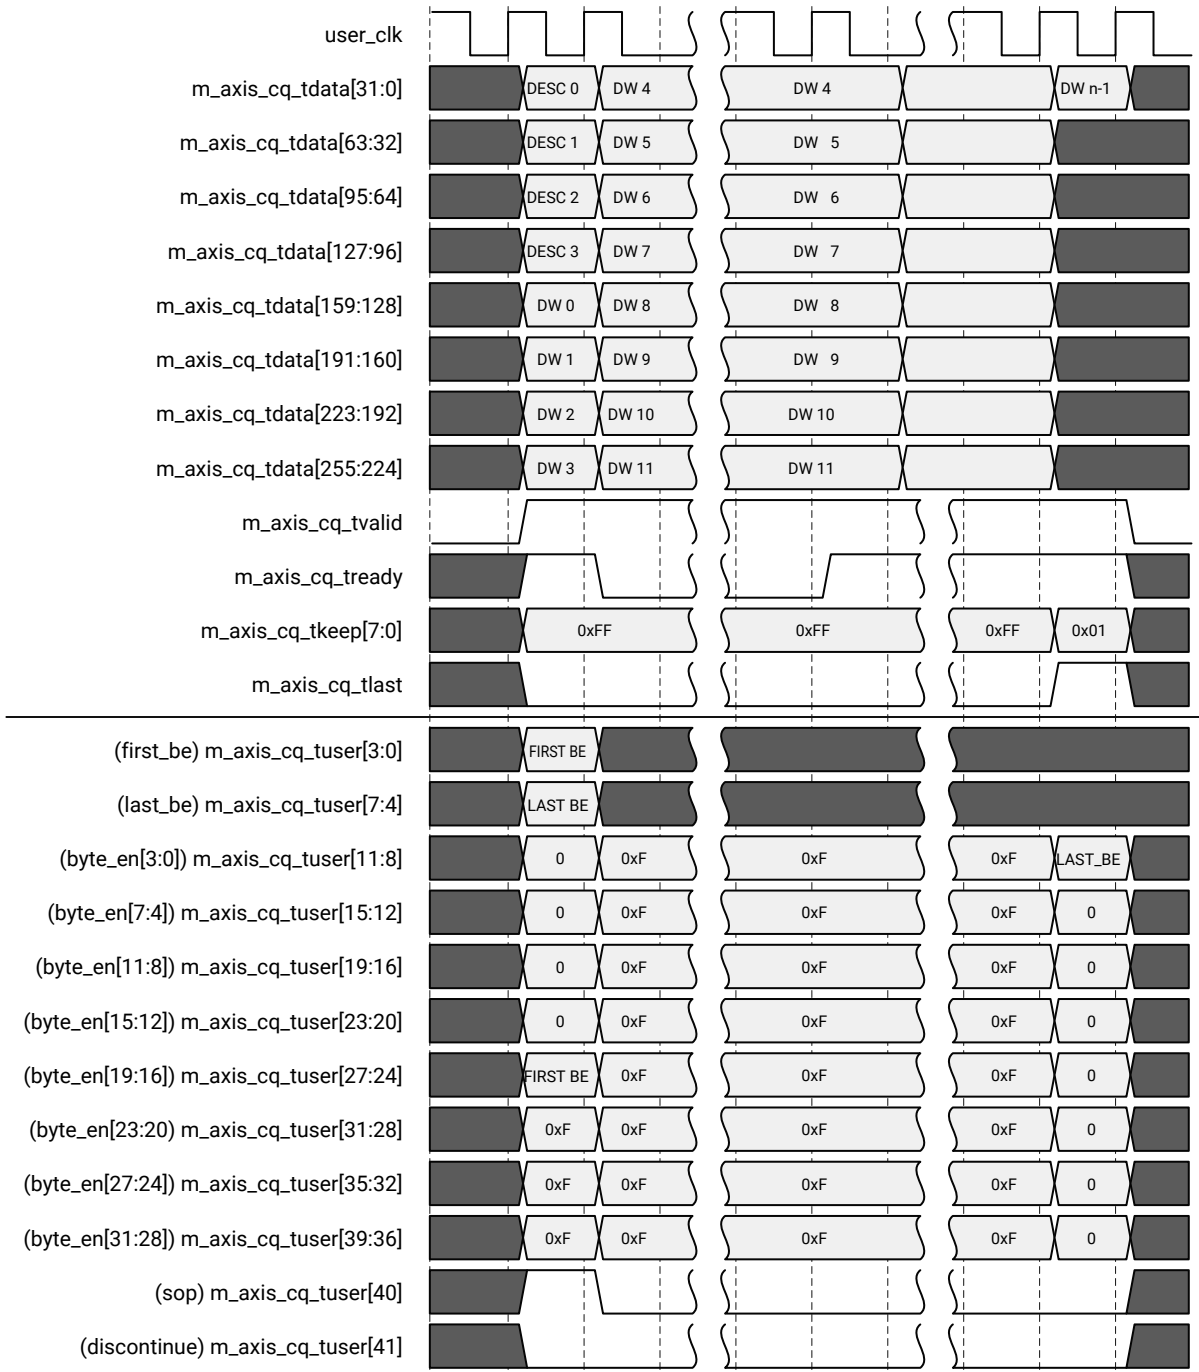 user_clk
m_axis_cq_tdata[31:0] DESC 0 DW 4 DW 4 DW n-1
m_axis_cq_tdata[63:32] DESC 1 DW 5 DW 5
m_axis_cq_tdata[95:64] DESC 2 DW 6 DW 6
m_axis_cq_tdata[127:96] DESC 3 DW 7 DW 7
m_axis_cq_tdata[159:128] DW 0 DW 8 DW 8
m_axis_cq_tdata[191:160] DW 1 DW 9 DW 9
m_axis_cq_tdata[223:192] DW 2 DW 10 DW 10
m_axis_cq_tdata[255:224] DW 3 DW 11 DW 11
m_axis_cq_tvalid
m_axis_cq_tready
m_axis_cq_tkeep[7:0] 0xFF 0xFF 0xFF 0x01
m_axis_cq_tlast
(first_be) m_axis_cq_tuser[3:0] FIRST BE
(last_be) m_axis_cq_tuser[7:4] LAST BE
(byte_en[3:0]) m_axis_cq_tuser[11:8] 0 0xF 0xF 0xF LAST_BE
(byte_en[7:4]) m_axis_cq_tuser[15:12] 0 0xF 0xF 0xF 0
(byte_en[11:8]) m_axis_cq_tuser[19:16] 0 0xF 0xF 0xF 0
(byte_en[15:12]) m_axis_cq_tuser[23:20] 0 0xF 0xF 0xF 0
(byte_en[19:16]) m_axis_cq_tuser[27:24] FIRST BE 0xF 0xF 0xF 0
(byte_en[23:20) m_axis_cq_tuser[31:28] 0xF 0xF 0xF 0xF 0
(byte_en[27:24]) m_axis_cq_tuser[35:32] 0xF 0xF 0xF 0xF 0
(byte_en[31:28]) m_axis_cq_tuser[39:36] 0xF 0xF 0xF 0xF 0
(sop) m_axis_cq_tuser[40]
(discontinue) m_axis_cq_tuser[41]